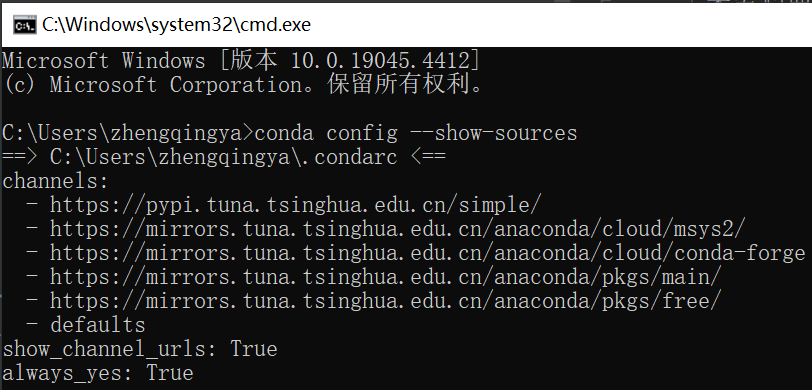 C:\Windows\system32\cmd.exe
Microsoft Windows [版本 10.0.19045.4412]
(c) Microsoft Corporation。保留所有权利。
C:\Users\zhengqingya>conda config --show-sources
==> C:\Users\zhengqingya\.condarc <==
channels:
  - https://pypi.tuna.tsinghua.edu.cn/simple/
  - https://mirrors.tuna.tsinghua.edu.cn/anaconda/cloud/msys2/
  - https://mirrors.tuna.tsinghua.edu.cn/anaconda/cloud/conda-forge
  - https://mirrors.tuna.tsinghua.edu.cn/anaconda/pkgs/main/
  - https://mirrors.tuna.tsinghua.edu.cn/anaconda/pkgs/free/
  - defaults
show_channel_urls: True
always_yes: True